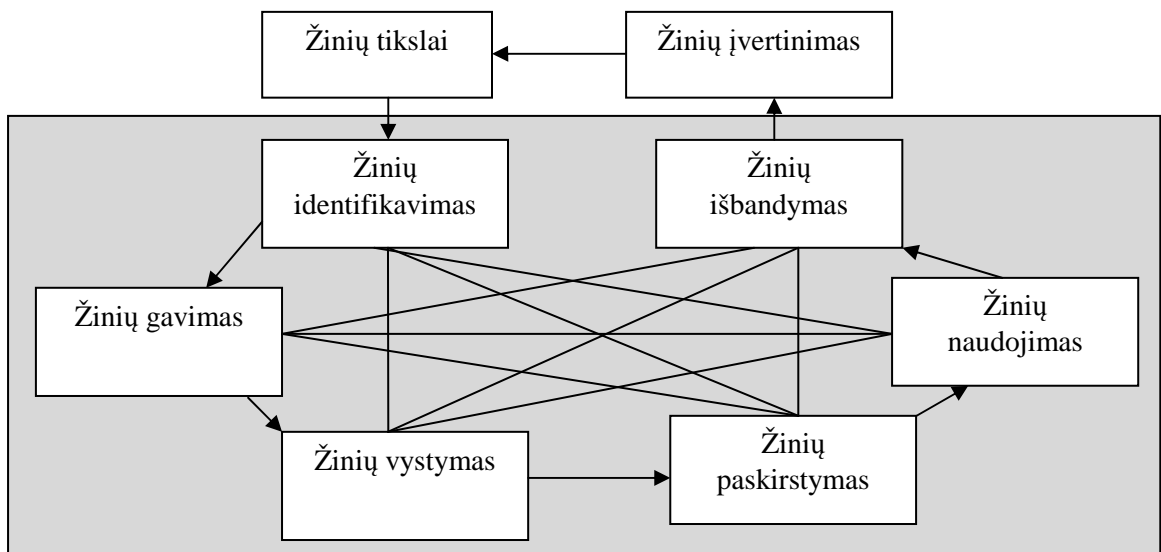 Žinių tikslai
Žinių įvertinimas
Žinių
identifikavimas
Žinių
išbandymas
Žinių gavimas
Žinių
naudojimas
Žinių vystymas
Žinių
paskirstymas